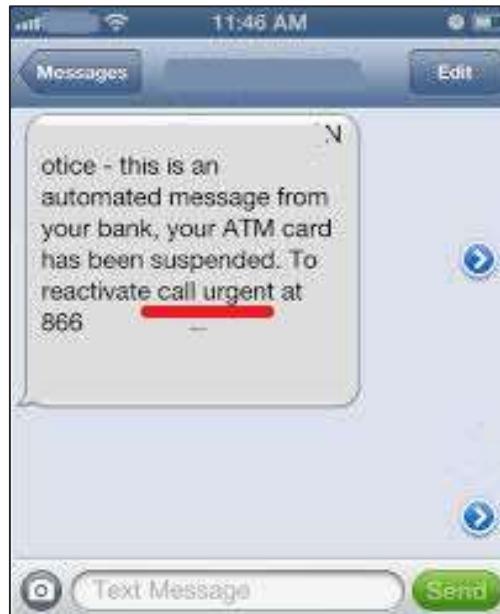 11:46 AM
Messages
Edit
N
otice - this is an
automated message from
your bank, your ATM card
has been suspended. To
reactivate call urgent at
866
Text Message
Send